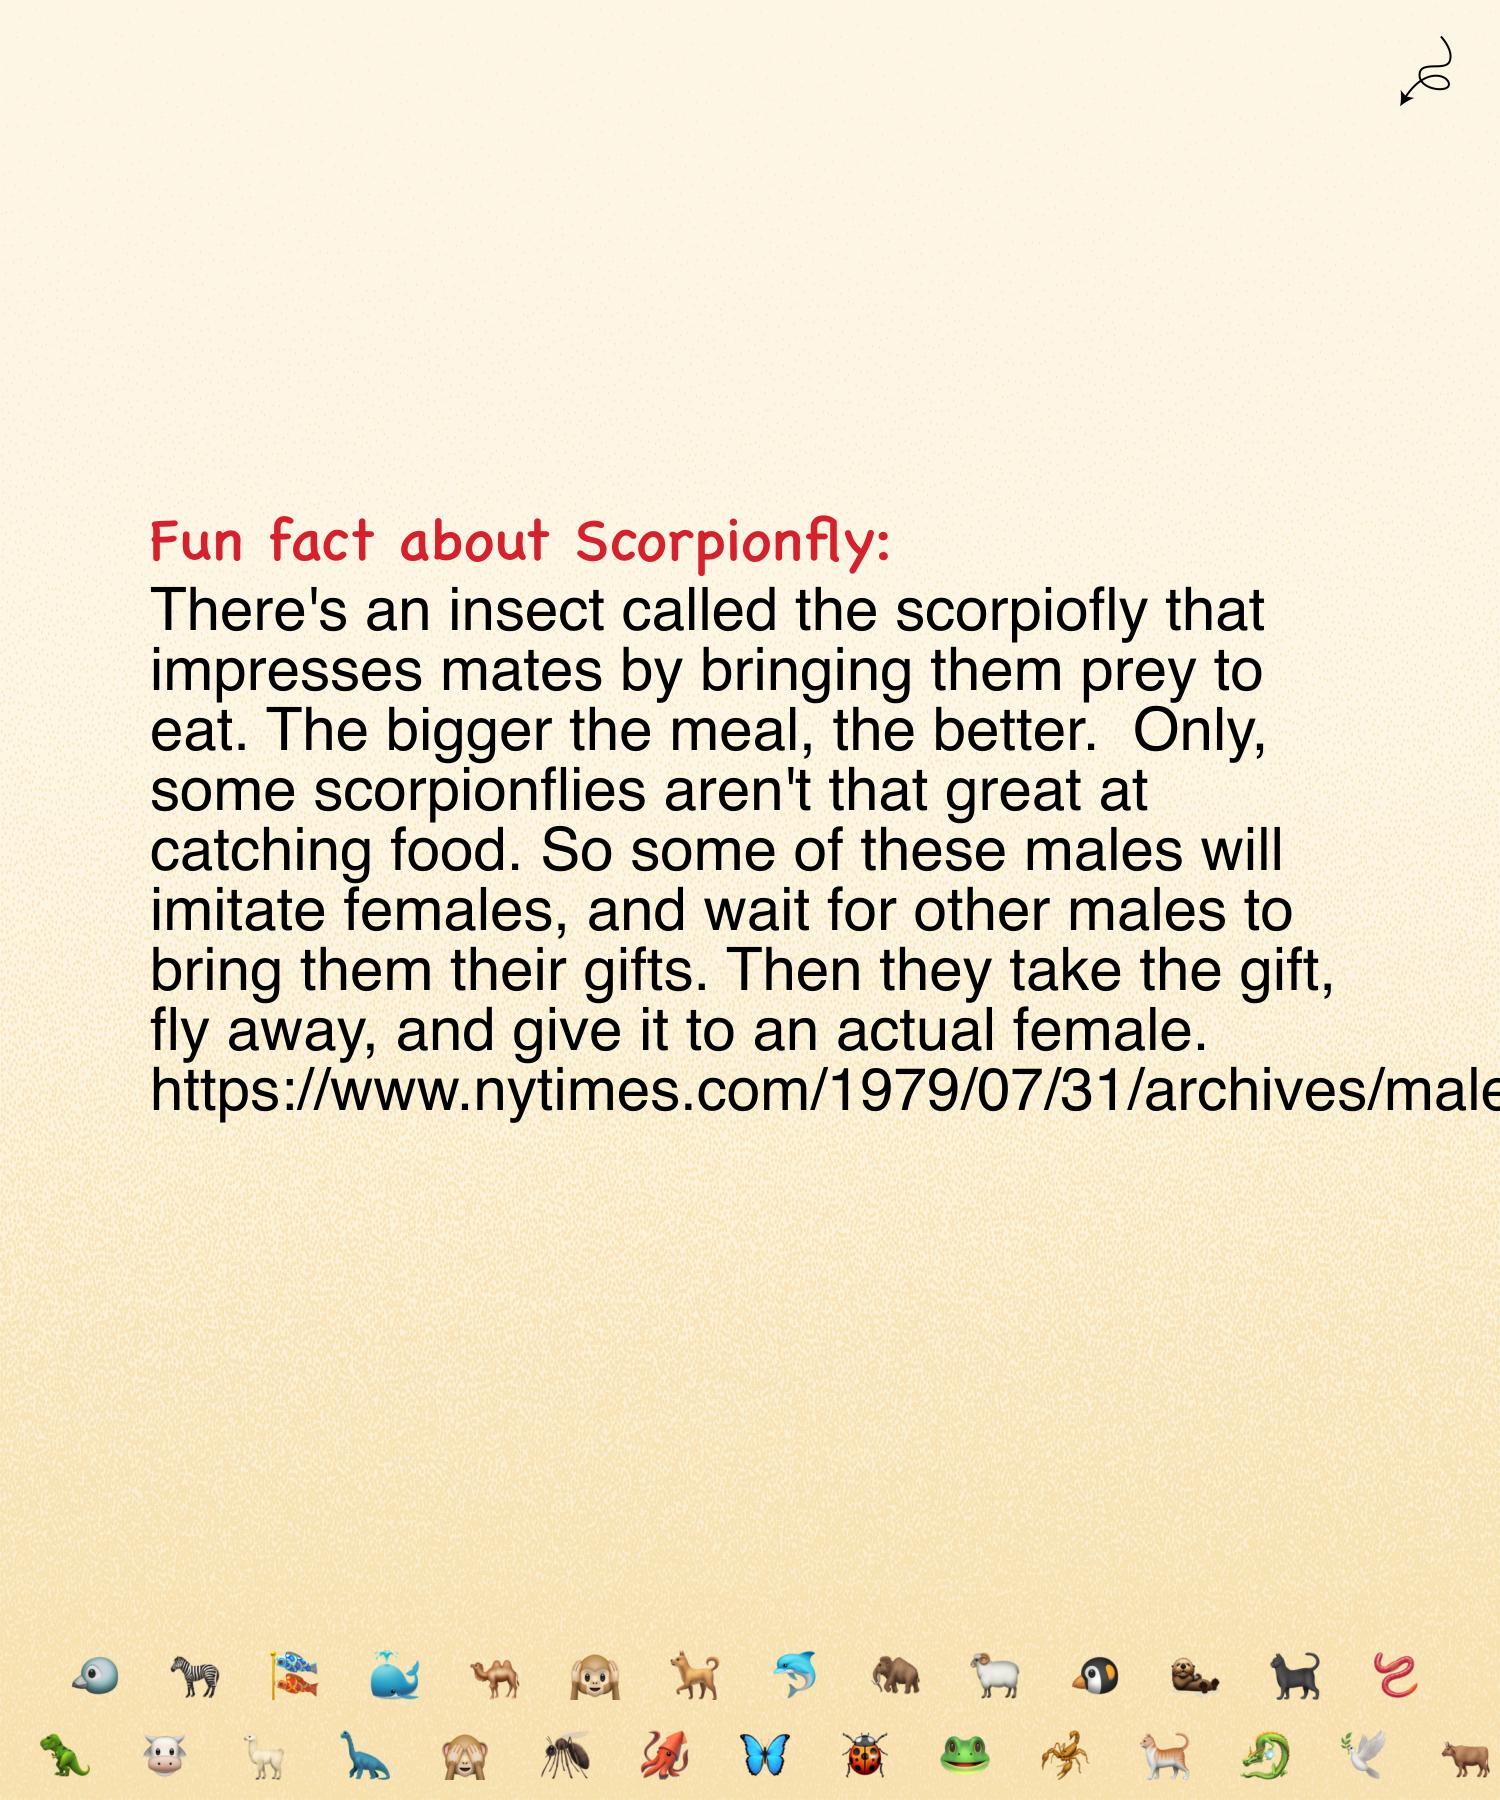 Fun fact about Scorpionfly:
There's an insect called the scorpiofly that
impresses mates by bringing them prey to
eat. The bigger the meal, the better.  Only,
some scorpionflies aren't that great at
catching food. So some of these males will
imitate females, and wait for other males to
bring them their gifts. Then they take the gift,
fly away, and give it to an actual female.
https://www.nytimes.com/1979/07/31/archives/male